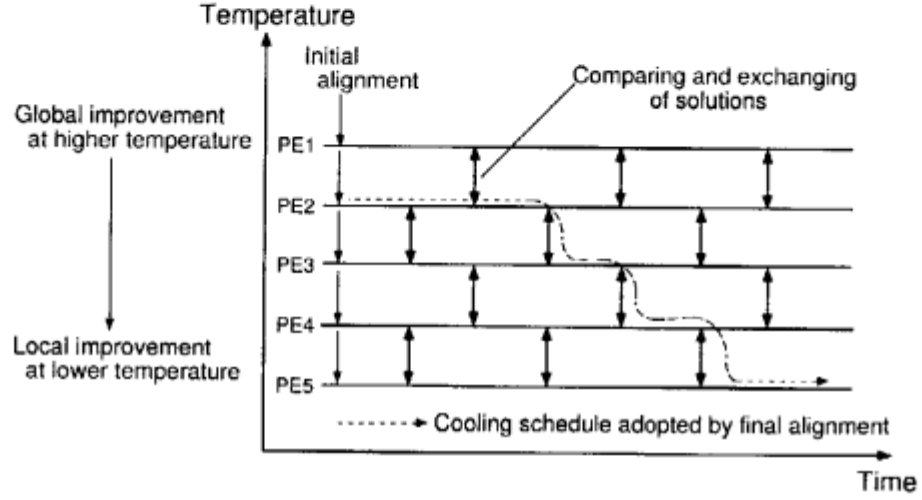 Temperature
Initial
alignment
Comparing and exchanging
of solutions
Global improvement
at higher temperature
PE1
PE2
PE3
PE4
Local improvement
at lower temperature
PE5
Cooling schedule adopted by final alignment
Time